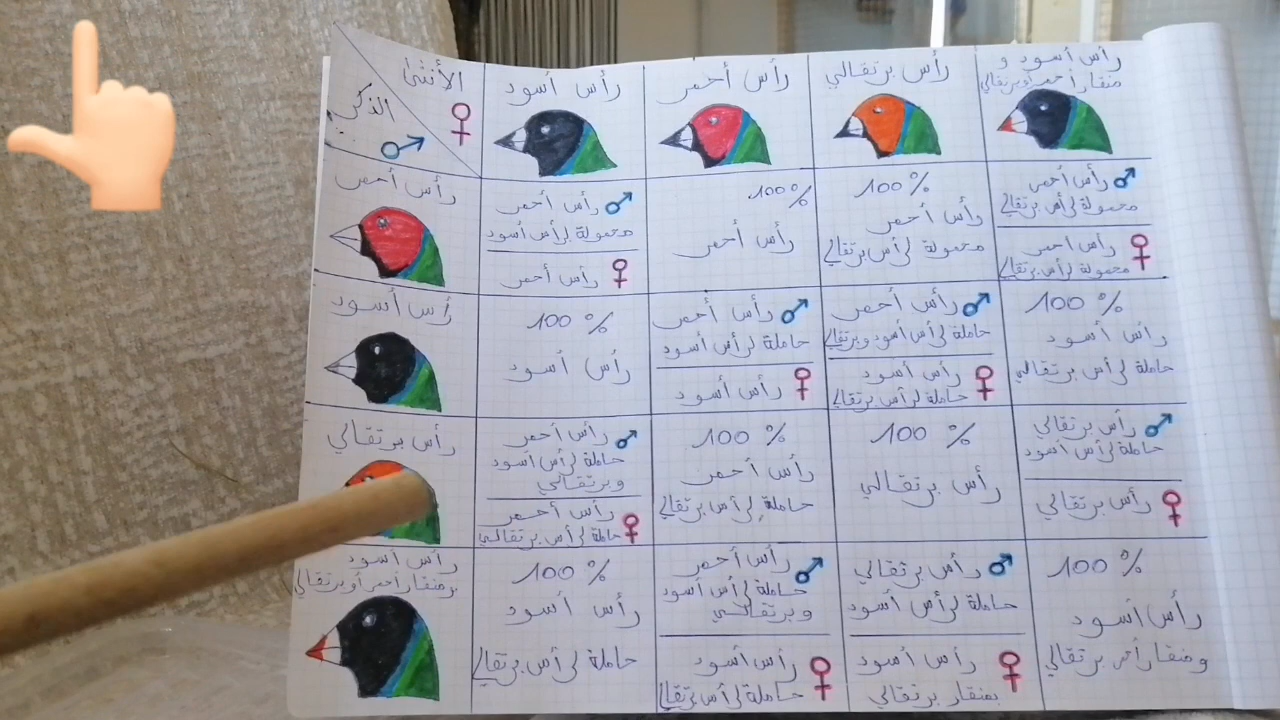 الأنثى
الذكر
رأس أسود
رأس أحمر
رأس برتقالي
رأس أسود و
منقار أحمر أو برتقالي
رأس أحمر
رأس أحمر
محمولة لرأس أسود
رأس أحمر
100 %
رأس أحمر
100 %
رأس أحمر
محمولة لرأس برتقالي
رأس أحمر
محمولة لرأس برتقالي
رأس أحمر
محمولة لرأس برتقالي
رأس أسود
100 %
رأس أسود
رأس أحمر
حاملة لرأس أسود
رأس أسود
رأس أحمر
حاملة لرأس أسود وبرتقالي
رأس أسود
حاملة لرأس برتقالي
100 %
رأس أسود
حاملة لرأس برتقالي
رأس برتقالي
رأس أحمر
حاملة لرأس أسود
وبرتقالي
رأس أحمر
حاملة لرأس برتقالي
100 %
رأس أحمر
حاملة لرأس برتقالي
100 %
رأس برتقالي
رأس برتقالي
حاملة لرأس أسود
رأس برتقالي
رأس أسود
ومنقار أحمر أو برتقالي
100 %
رأس أسود
حاملة لرأس برتقالي
رأس أحمر
حاملة لرأس أسود
وبرتقالي
رأس أسود
حاملة لرأس برتقالي
رأس برتقالي
حاملة لرأس أسود
رأس أسود
بمنقار برتقالي
100 %
رأس أسود
ومنقار أحمر برتقالي